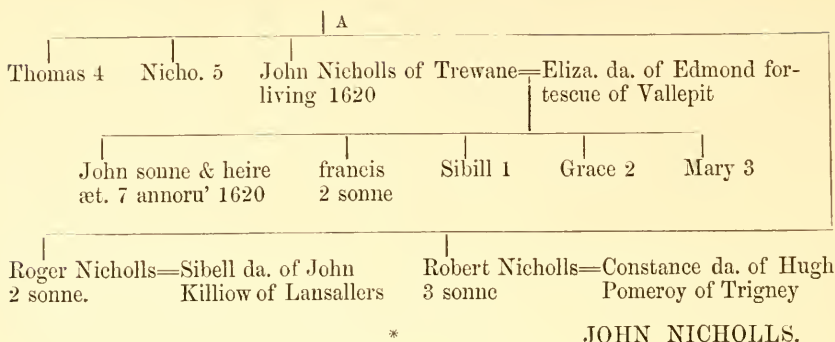 A
Thomas 4 Nicho. 5 John Nicholls of Trewane=Eliza. da. of Edmond for-
living 1620 tescue of Vallepit
John sonne & heire francis Sibill 1 Grace 2 Mary 3
æt. 7 annoru' 1620 2 sonne
Roger Nicholls=Sibell da. of John Robert Nicholls=Constance da. of Hugh
2 sonne. Killiow of Lansallers 3 sonne Pomeroy of Trigney
* JOHN NICHOLLS.